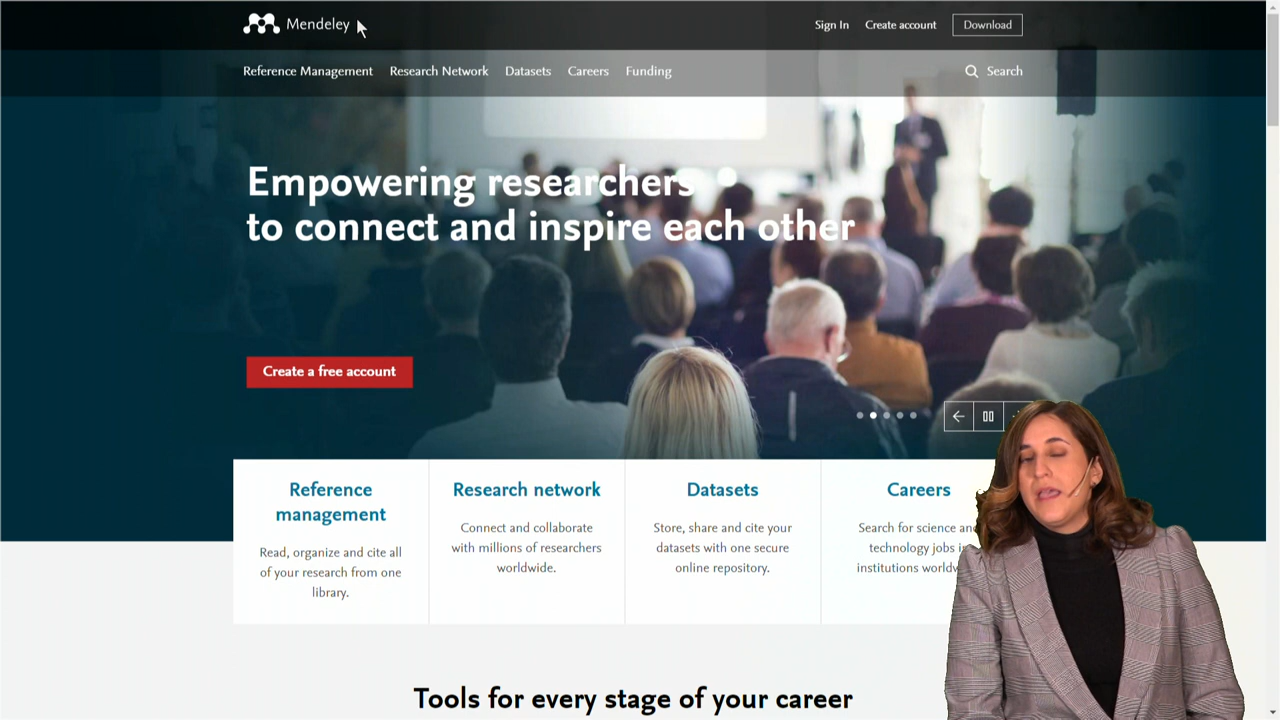 Mendeley
Sign In
Create account
Download
Reference Management
Research Network
Datasets
Careers
Funding
Search
Empowering researchers
to connect and inspire each other
Create a free account
Reference
management
Read, organize and cite all
of your research from one
library.
Research network
Connect and collaborate
with millions of researchers
worldwide.
Datasets
Store, share and cite your
datasets with one secure
online repository.
Careers
Search for science and
technology jobs
institutions
Tools for every stage of your career